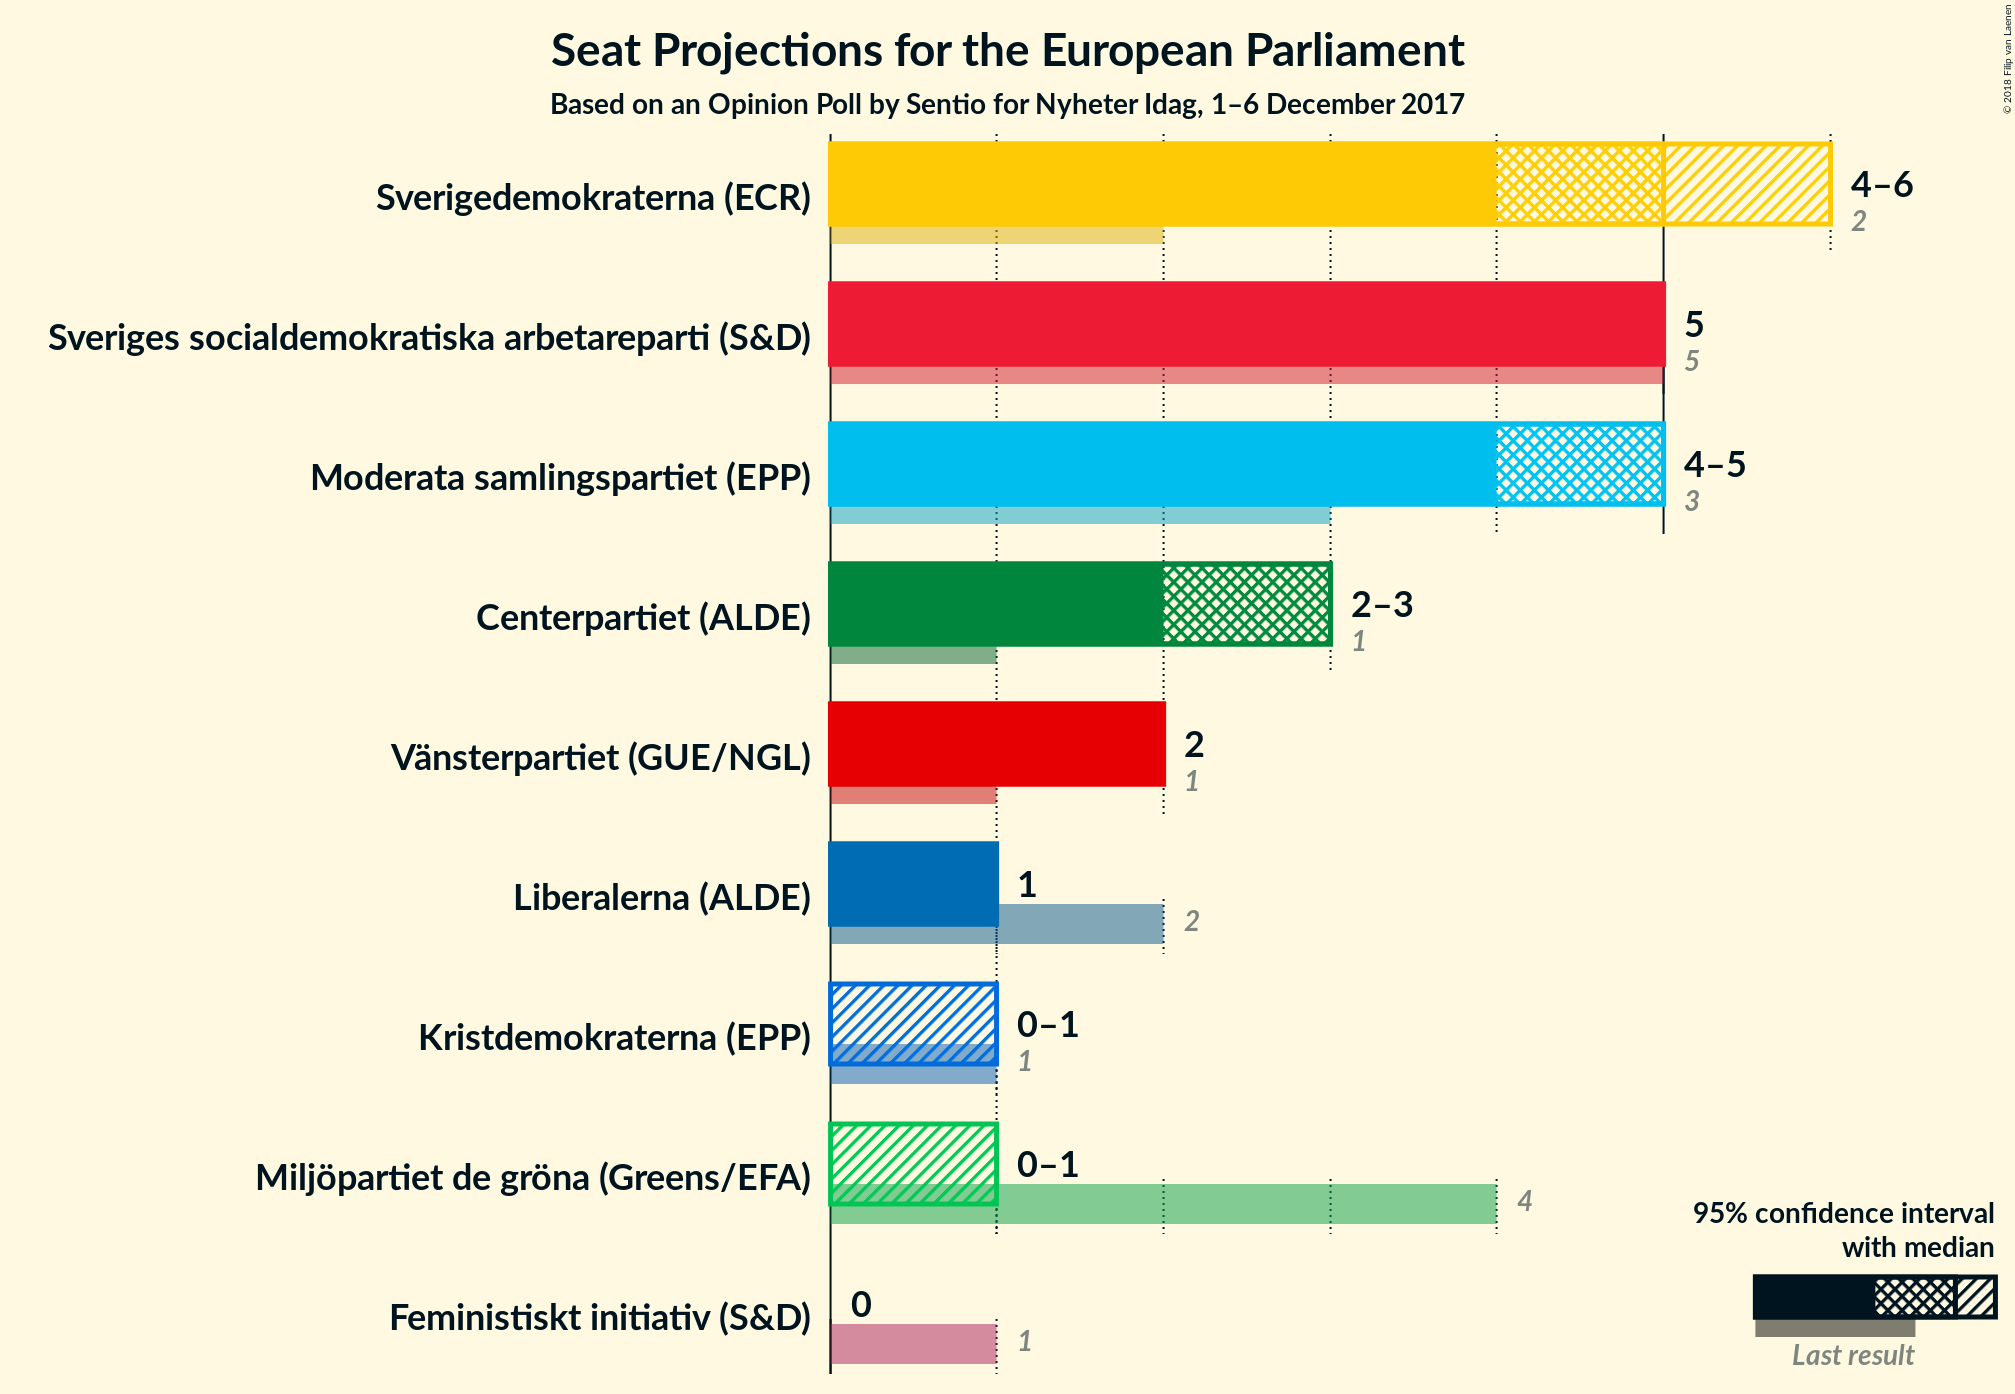 Seat Projections for the European Parliament
Based on an Opinion Poll by Sentio for Nyheter Idag, 1–6 December 2017
© 2018 Filip van Laenen
Sverigedemokraterna (ECR)
4–6
2
Sveriges socialdemokratiska arbetareparti (S&D)
5
5
Moderata samlingspartiet (EPP)
4–5
3
Centerpartiet (ALDE)
2–3
1
Vänsterpartiet (GUE/NGL)
2
1
Liberalerna (ALDE)
1
2
Kristdemokraterna (EPP)
0–1
1
Miljöpartiet de gröna (Greens/EFA)
0–1
4
Feministiskt initiativ (S&D)
0
1
95% confidence interval
with median
Last result